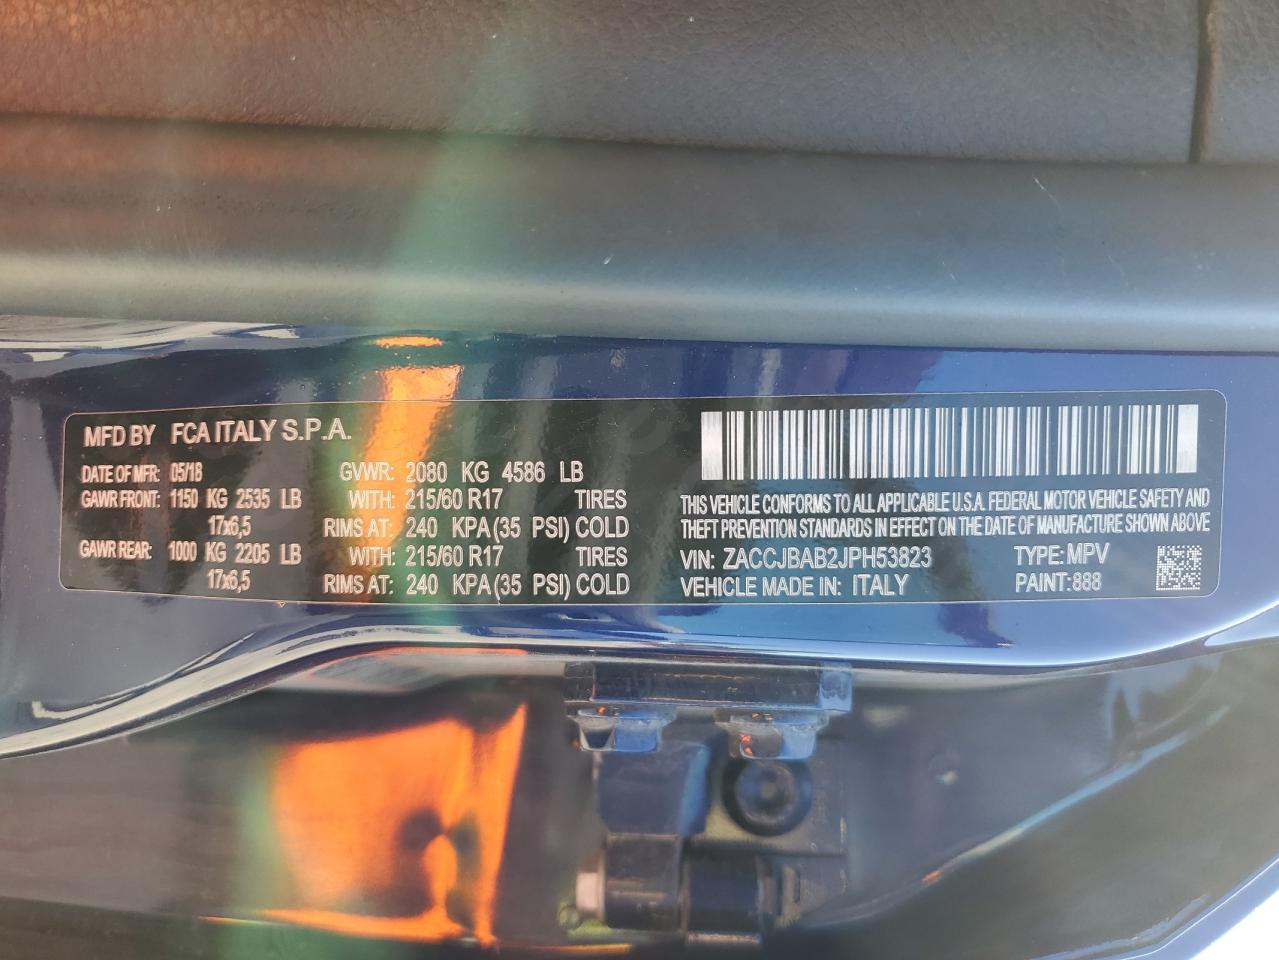 MFD BY FCA ITALY S.P.A.
DATE OF MFR: 05/18 GVWR: 2080 KG 4586 LB
GAWR FRONT: 1150 KG 2535 LB WITH: 215/60 R17 TIRES
17x6,5 RIMS AT: 240 KPA(35 PSI) COLD
GAWR REAR: 1000 KG 2205 LB WITH: 215/60 R17 TIRES
17x6,5 RIMS AT: 240 KPA(35 PSI) COLD
THIS VEHICLE CONFORMS TO ALL APPLICABLE U.S.A. FEDERAL MOTOR VEHICLE SAFETY AND
THEFT PREVENTION STANDARDS IN EFFECT ON THE DATE OF MANUFACTURE SHOWN ABOVE
VIN: ZACCJBAB2JPH53823 TYPE: MPV
VEHICLE MADE IN: ITALY PAINT:888